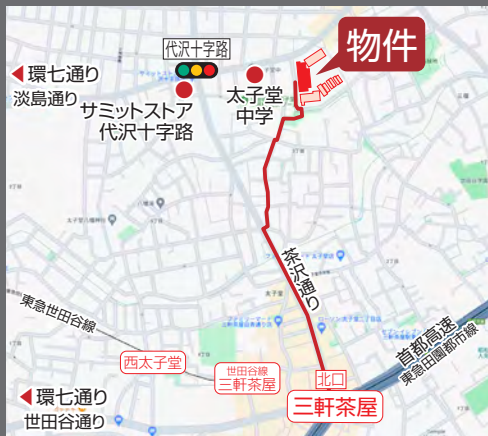 代沢十字路
物件
環七通り
淡島通り
サミットストア
代沢十字路
太子堂
中学
茶沢通り
東急世田谷線
西太子堂
世田谷線
三軒茶屋
北口
三軒茶屋
首都高速
東急田園都市線
環七通り
世田谷通り